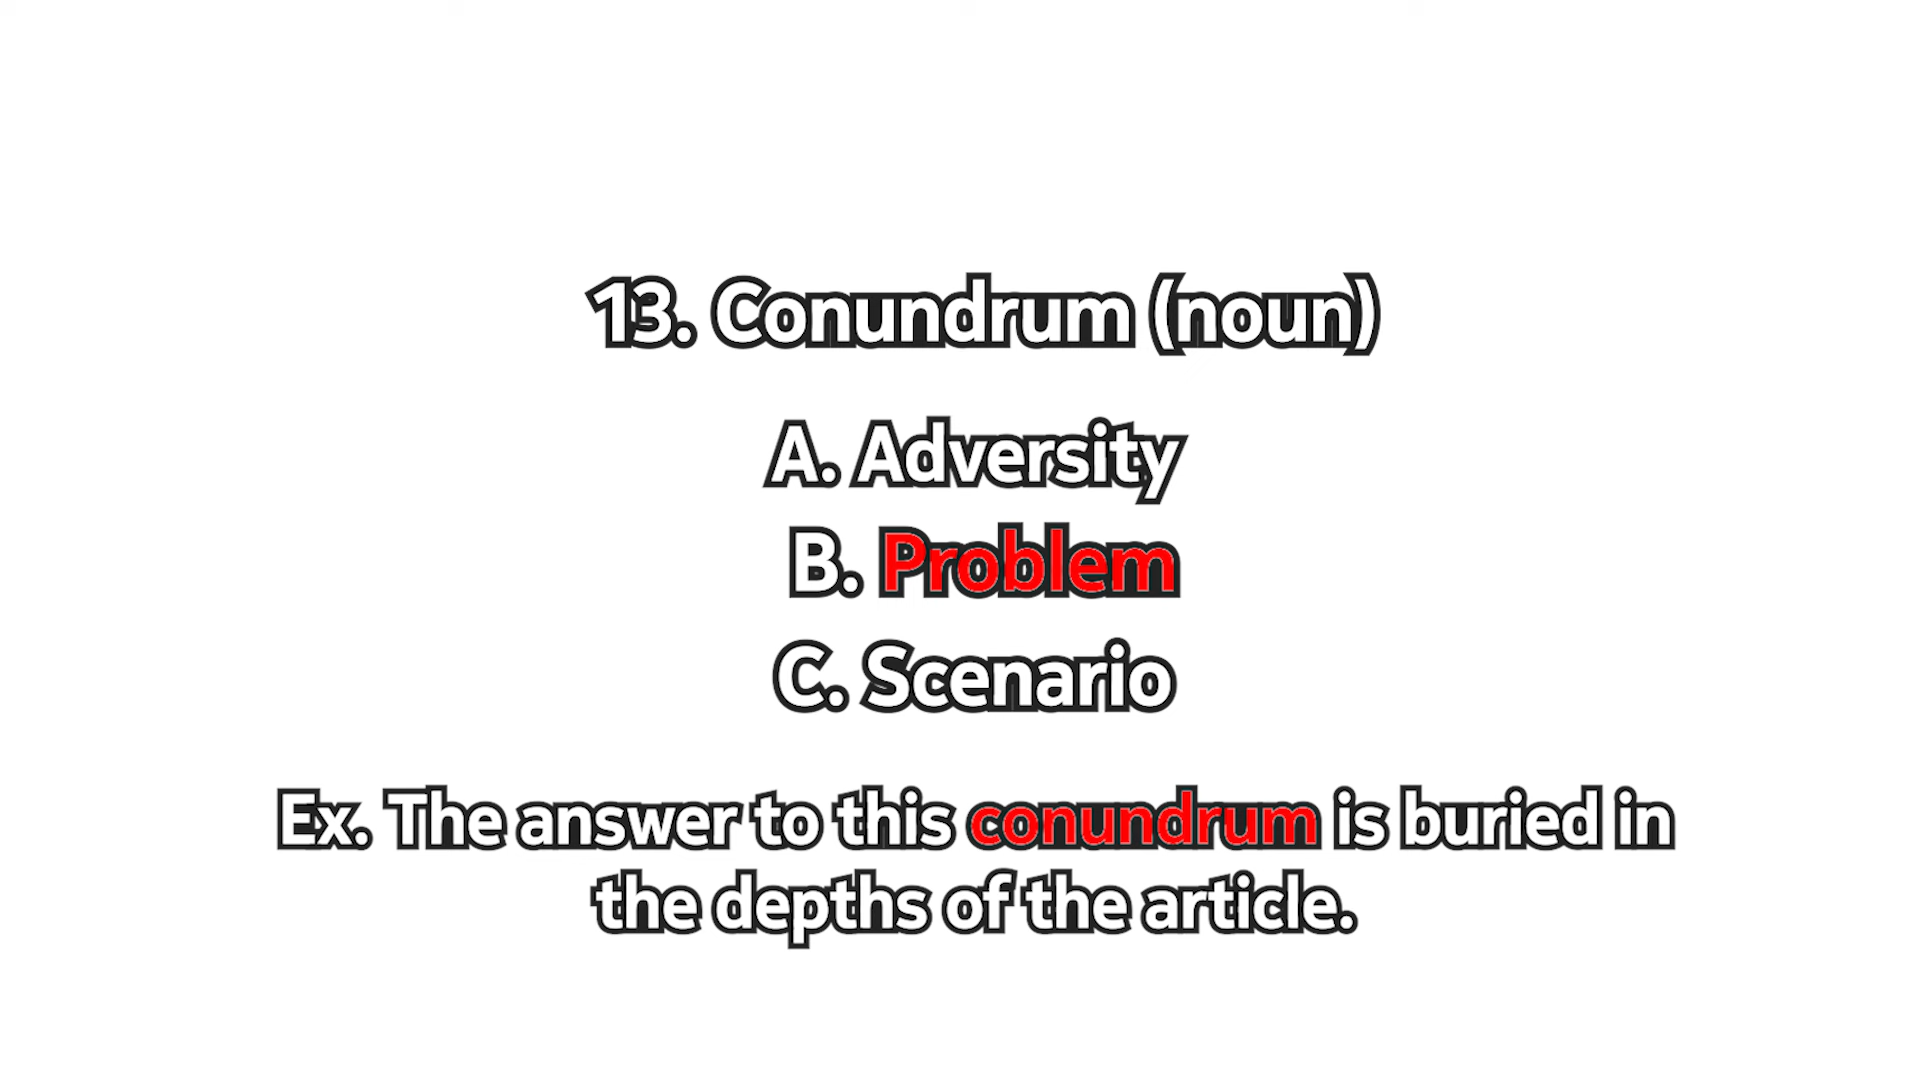 13. Conundrum (noun)
A. Adversity
B. Problem
C. Scenario
Ex. The answer to this conundrum is buried in
the depths of the article.